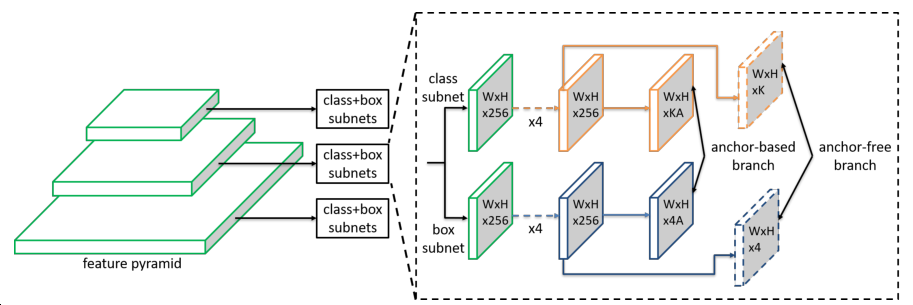 class+box
subnets
class+box
subnets
class+box
subnets
feature pyramid
class
subnet
WxH
x256
x4
WxH
x256
WxH
xKA
WxH
xK
anchor-based
branch
anchor-free
branch
box
subnet
WxH
x256
x4
WxH
x256
WxH
x4A
WxH
x4